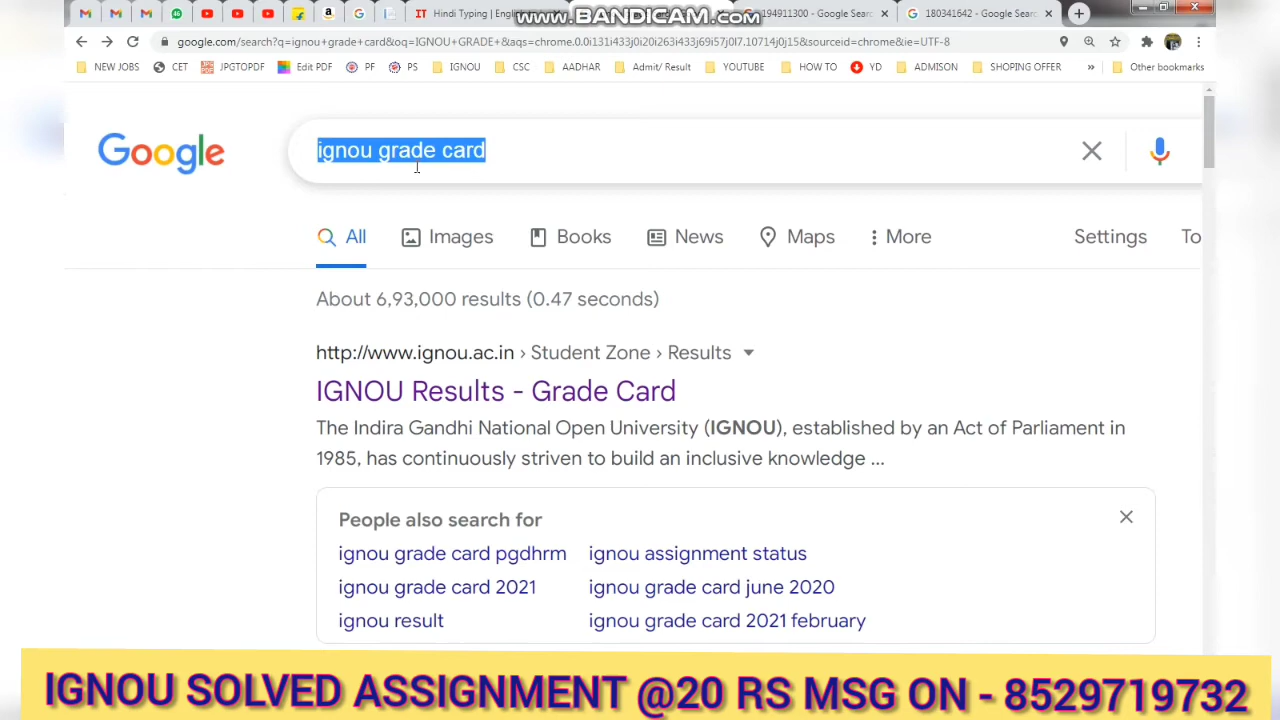 IT Hindi Typing | English
194911300 - Google Sear
180341642 - Google Sear
www.BANDICAM.com
google.com/search?q=ignou+grade+card&oq=IGNOU+GRADE+&aqs=chrome.0.0i131i433j0i20i263i433j69i57j0l7.10714j0j15&sourceid=chrome&ie=UTF-8
NEW JOBS CET JPGTOPDF Edit PDF PF PS IGNOU CSC AADHAR Admit/ Result YOUTUBE HOW TO YD ADMISON SHOPING OFFER » Other bookmarks
Google
ignou grade card
All Images Books News Maps More Settings To
About 6,93,000 results (0.47 seconds)
http://www.ignou.ac.in › Student Zone › Results
IGNOU Results - Grade Card
The Indira Gandhi National Open University (IGNOU), established by an Act of Parliament in
1985, has continuously striven to build an inclusive knowledge ...
People also search for
ignou grade card pgdhrm ignou assignment status
ignou grade card 2021 ignou grade card june 2020
ignou result ignou grade card 2021 february
IGNOU SOLVED ASSIGNMENT @20 RS MSG ON - 8529719732